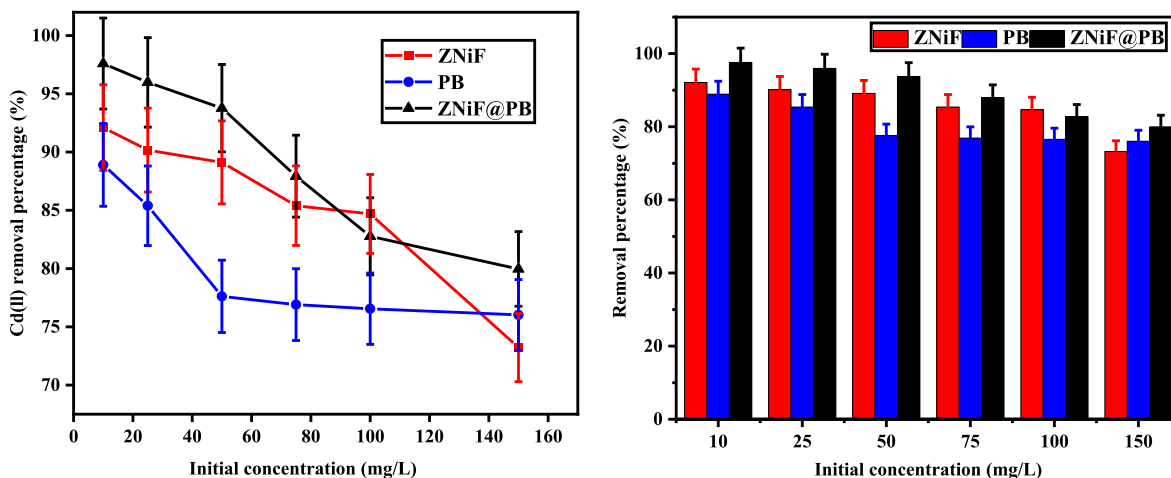 Cd(II) removal percentage (%)
100
95
90
85
80
75
70
ZNiF
PB
ZNiF@PB
0 20 40 60 80 100 120 140 160
Initial concentration (mg/L)
Removal percentage (%)
100
80
60
40
20
0
ZNiF PB ZNiF@PB
10 25 50 75 100 150
Initial concentration (mg/L)